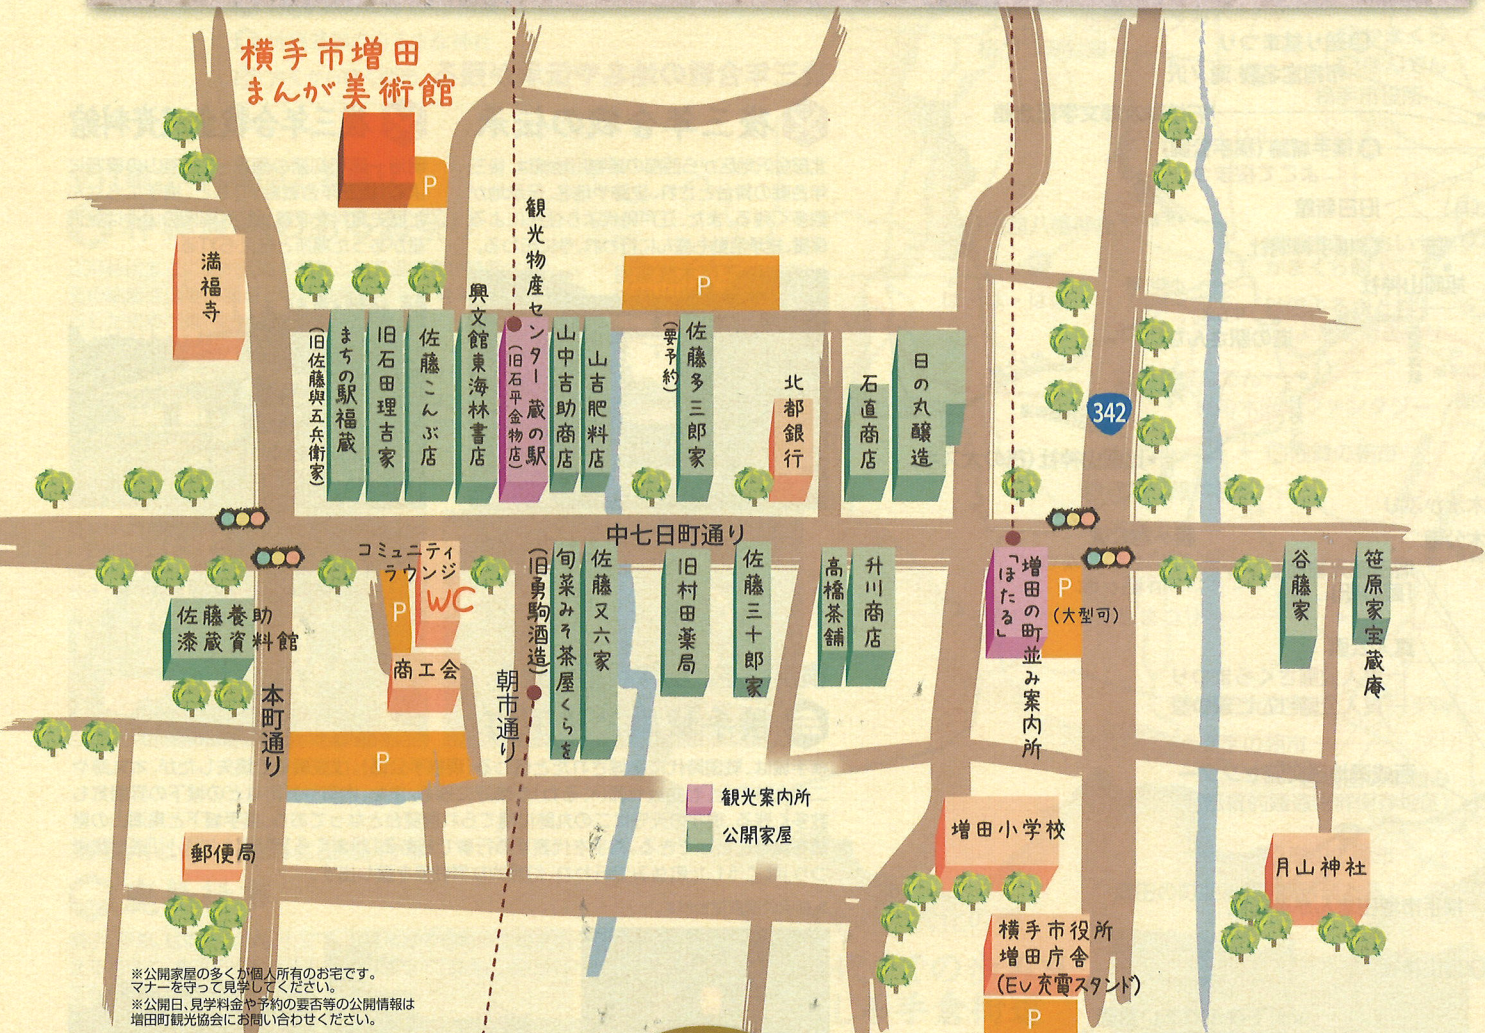 横手市増田
まんが美術館
P
満福寺
観光物産センター 蔵の駅
(旧石平金物店)
P
(旧佐藤與五兵衛家)
まちの駅福蔵
旧石田理吉家
佐藤こんぶ店
興文館東海林書店
山中吉助商店
山吉肥料店
佐藤多三郎家
(要予約)
北都銀行
石直商店
日の丸醸造
342
中七日町通り
コミュニティ
ラウンジ
P
WC
商工会
佐藤養助
漆蔵資料館
本町通り
朝市通り
(旧勇駒酒造)
旬菜みそ茶屋くらを
佐藤又六家
旧村田薬局
佐藤三十郎家
高橋茶舗
升川商店
増田の町並み案内所
「ほたる」
P
(大型可)
谷藤家
笹原家宝蔵庵
P
観光案内所
公開家屋
郵便局
増田小学校
月山神社
横手市役所
増田庁舎
(EV充電スタンド)
P
※公開家屋の多くが個人所有のお宅です。
マナーを守って見学してください。
※公開日、見学料金や予約の要否等の公開情報は
増田町観光協会にお問い合わせください。